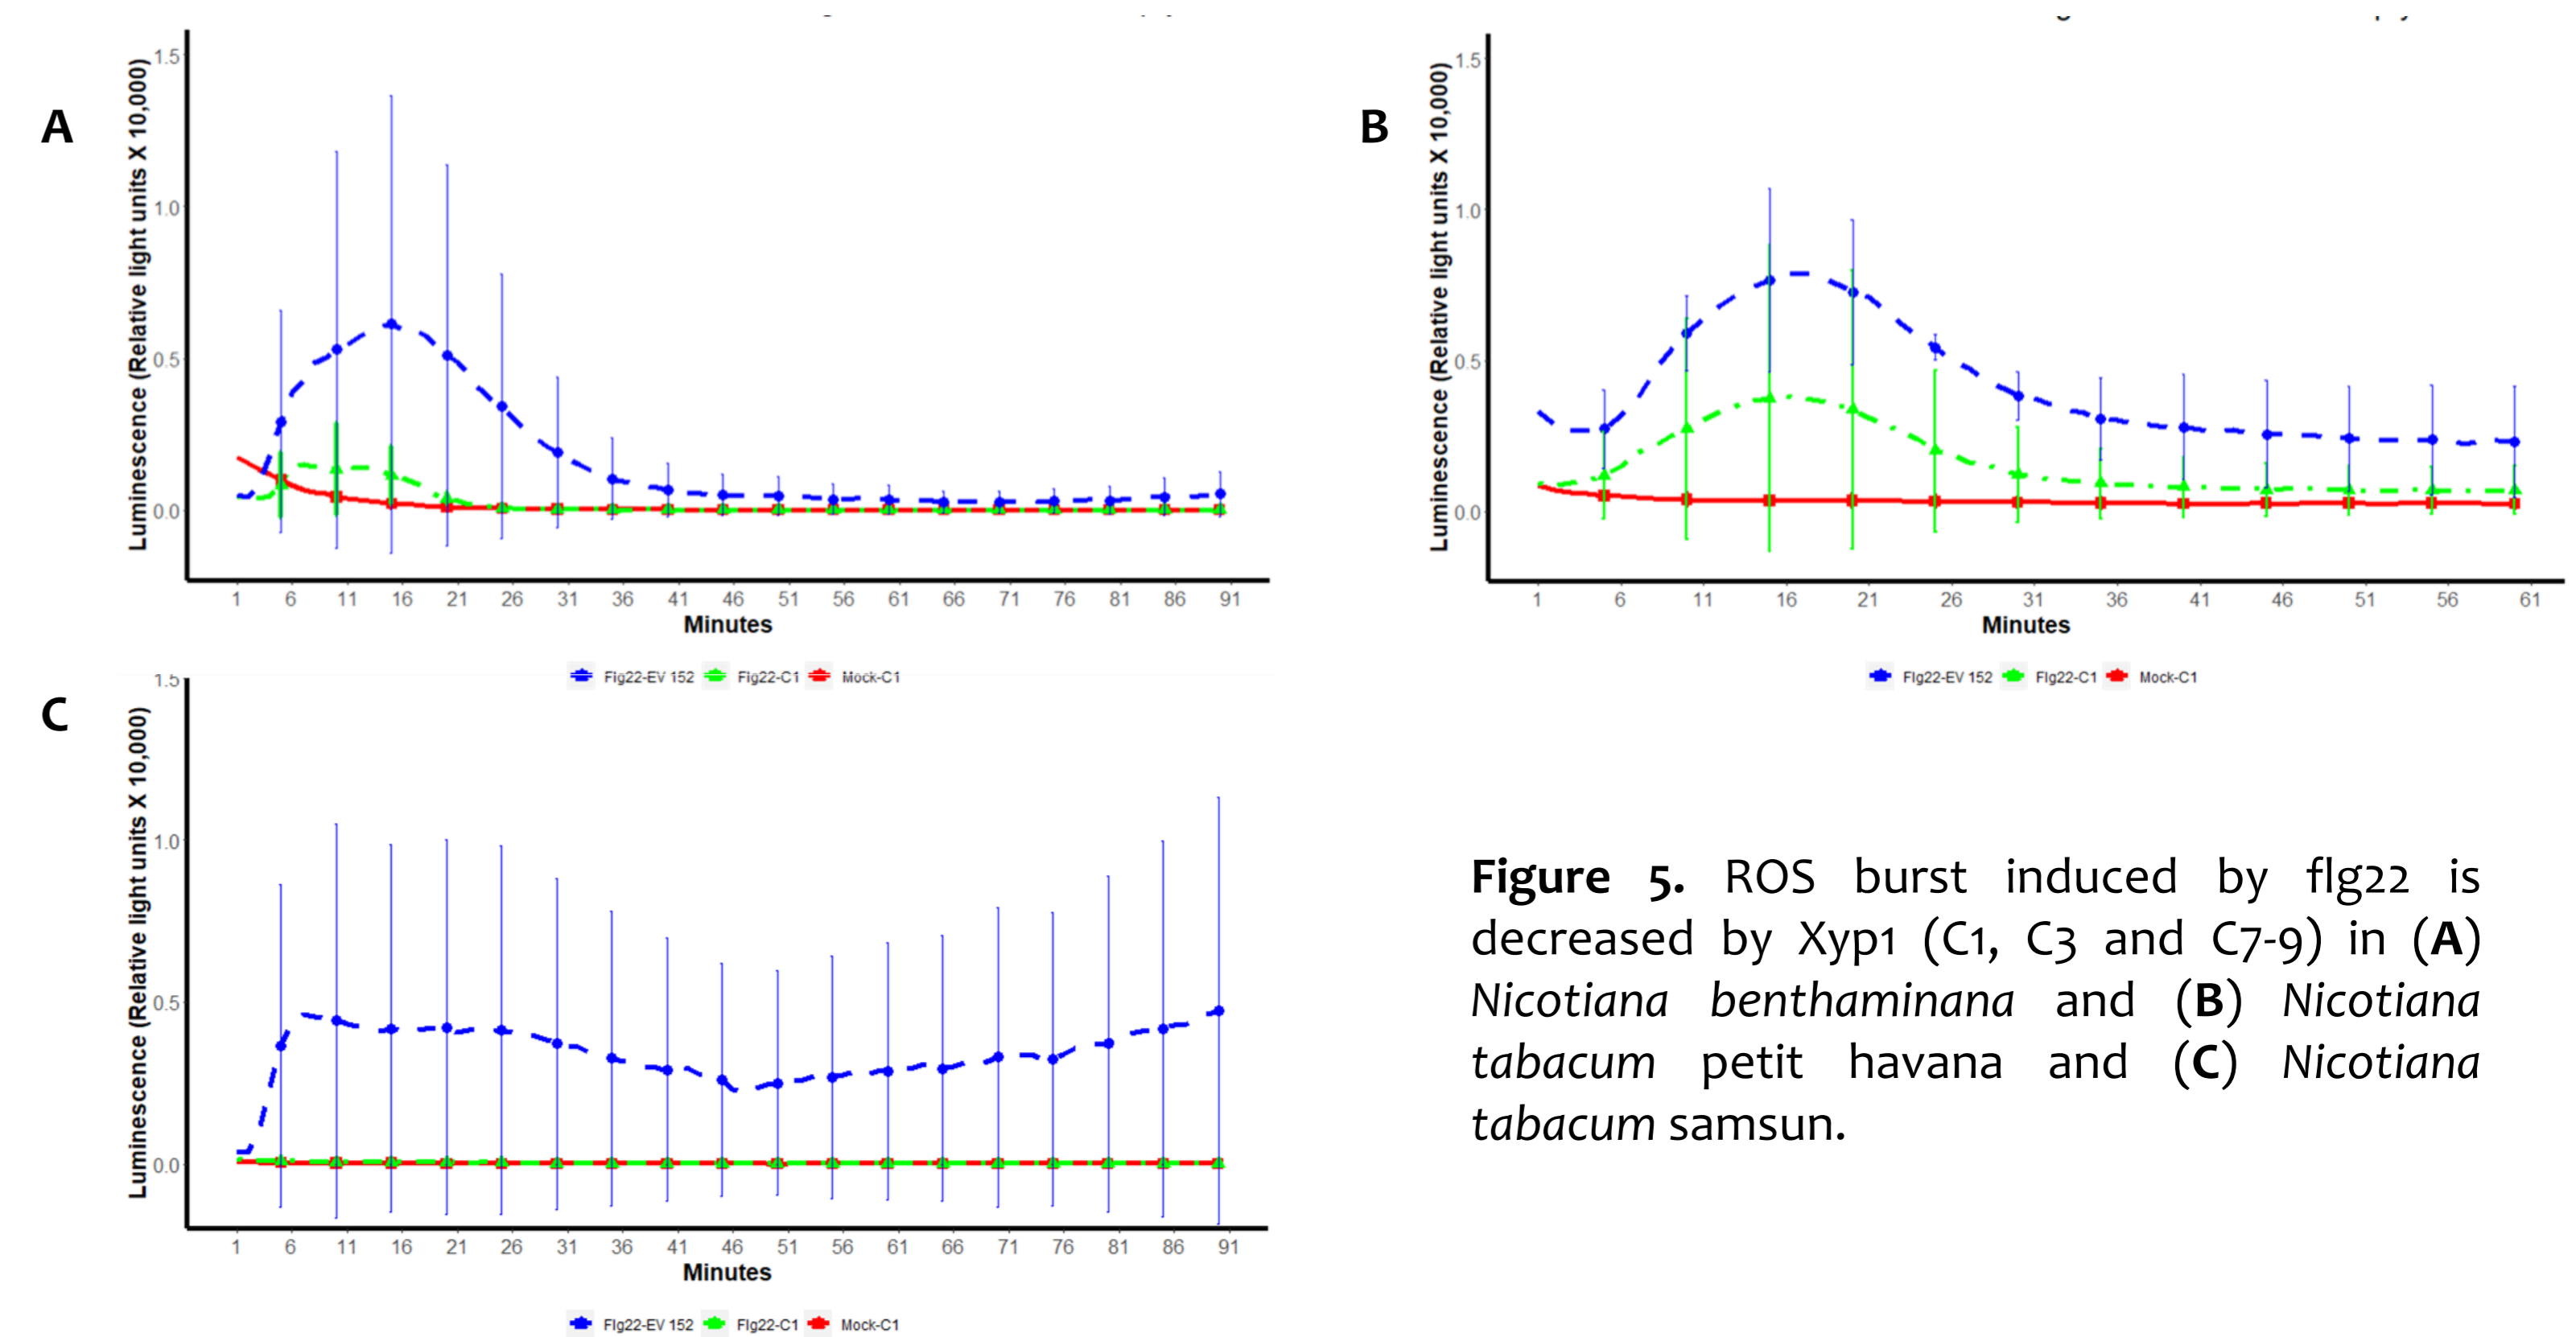 A
Luminescence (Relative light units X 10,000)
1.5
1.0
0.5
0.0
1 6 11 16 21 26 31 36 41 46 51 56 61 66 71 76 81 86 91
Minutes
Flg22-EV 152 Flg22-C1 Mock-C1
B
Luminescence (Relative light units X 10,000)
1.5
1.0
0.5
0.0
1 6 11 16 21 26 31 36 41 46 51 56 61
Minutes
Flg22-EV 152 Flg22-C1 Mock-C1
C
Luminescence (Relative light units X 10,000)
1.5
1.0
0.5
0.0
1 6 11 16 21 26 31 36 41 46 51 56 61 66 71 76 81 86 91
Minutes
Flg22-EV 152 Flg22-C1 Mock-C1
Figure 5. ROS burst induced by flg22 is
decreased by Xyp1 (C1, C3 and C7-9) in (A)
Nicotiana benthaminana and (B) Nicotiana
tabacum petit havana and (C) Nicotiana
tabacum samsun.